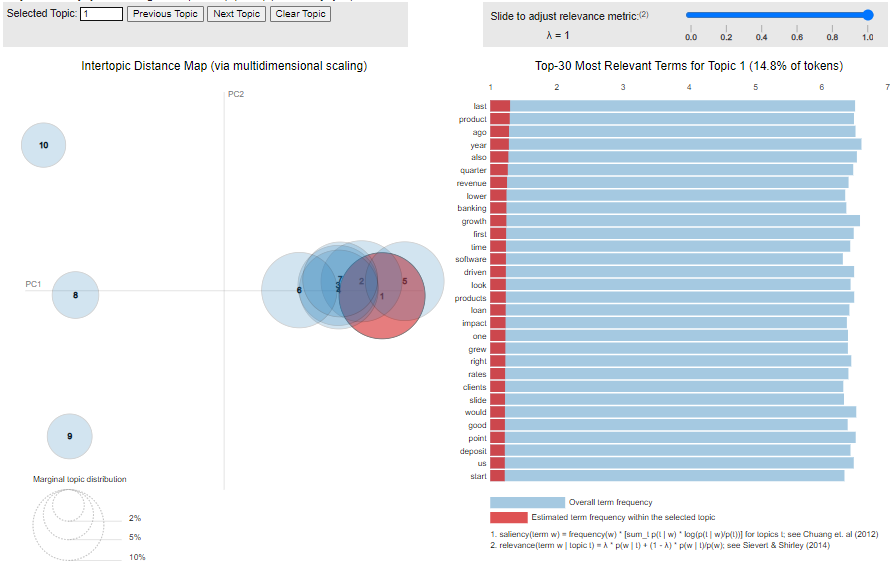 Selected Topic: 1 Previous Topic Next Topic Clear Topic
Slide to adjust relevance metric:(2)
λ = 1
0.0 0.2 0.4 0.6 0.8 1.0
Intertopic Distance Map (via multidimensional scaling)
PC2
PC1
10
8
9
6
7
3
2
5
1
Marginal topic distribution
2%
5%
10%
Top-30 Most Relevant Terms for Topic 1 (14.8% of tokens)
1 2 3 4 5 6 7
last
product
ago
year
also
quarter
revenue
lower
banking
growth
first
time
software
driven
look
products
loan
impact
one
grew
right
rates
clients
slide
would
good
point
deposit
us
start
Overall term frequency
Estimated term frequency within the selected topic
1. saliency(term w) = frequency(w) * [sum_t p(t | w) * log(p(t | w)/p(t))] for topics t; see Chuang et. al (2012)
2. relevance(term w | topic t) = λ * p(w | t) + (1 - λ) * p(w | t)/p(w); see Sievert & Shirley (2014)